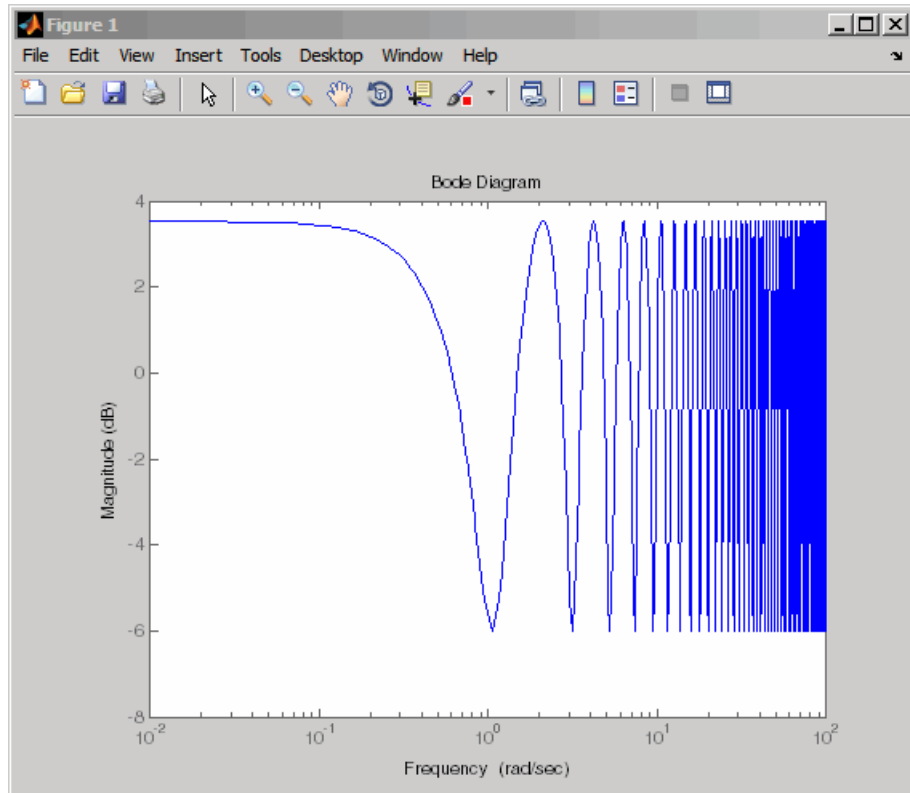 Figure 1
File Edit View Insert Tools Desktop Window Help
Bode Diagram
4
2
0
-2
-4
-6
-8
Magnitude (dB)
10^-2 10^-1 10^0 10^1 10^2
Frequency (rad/sec)